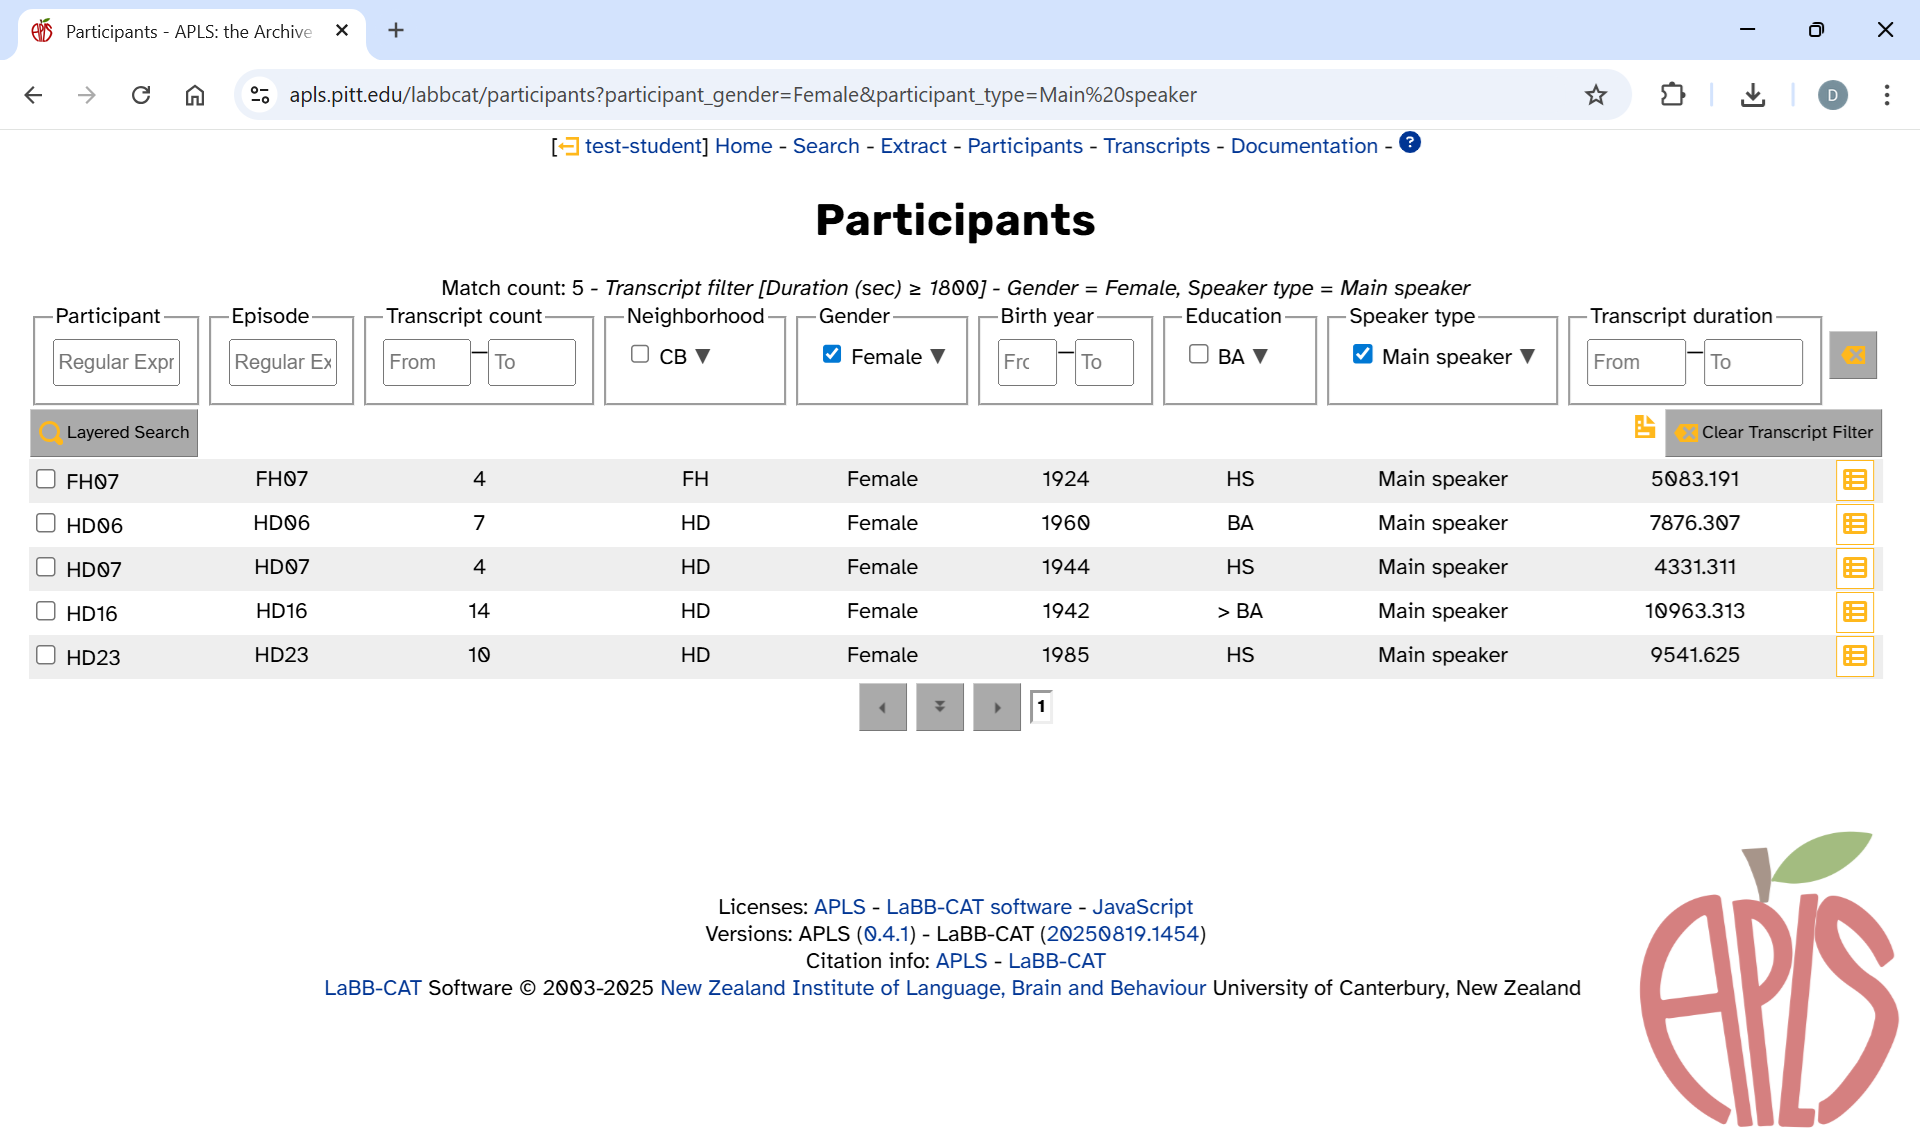 Participants - APLS: the Archive
apls.pitt.edu/labbcat/participants?participant_gender=Female&participant_type=Main%20speaker
D
[ test-student] Home - Search - Extract - Participants - Transcripts - Documentation - ?
Participants
Match count: 5 - Transcript filter [Duration (sec) ≥ 1800] - Gender = Female, Speaker type = Main speaker
Participant Episode Transcript count Neighborhood Gender Birth year Education Speaker type Transcript duration
Regular Expr Regular Ex From – To CB ▼ Female ▼ Frc – To BA ▼ Main speaker ▼ From – To
Layered Search Clear Transcript Filter
FH07 FH07 4 FH Female 1924 HS Main speaker 5083.191
HD06 HD06 7 HD Female 1960 BA Main speaker 7876.307
HD07 HD07 4 HD Female 1944 HS Main speaker 4331.311
HD16 HD16 14 HD Female 1942 > BA Main speaker 10963.313
HD23 HD23 10 HD Female 1985 HS Main speaker 9541.625
1
Licenses: APLS - LaBB-CAT software - JavaScript
Versions: APLS (0.4.1) - LaBB-CAT (20250819.1454)
Citation info: APLS - LaBB-CAT
LaBB-CAT Software © 2003-2025 New Zealand Institute of Language, Brain and Behaviour University of Canterbury, New Zealand
APLS